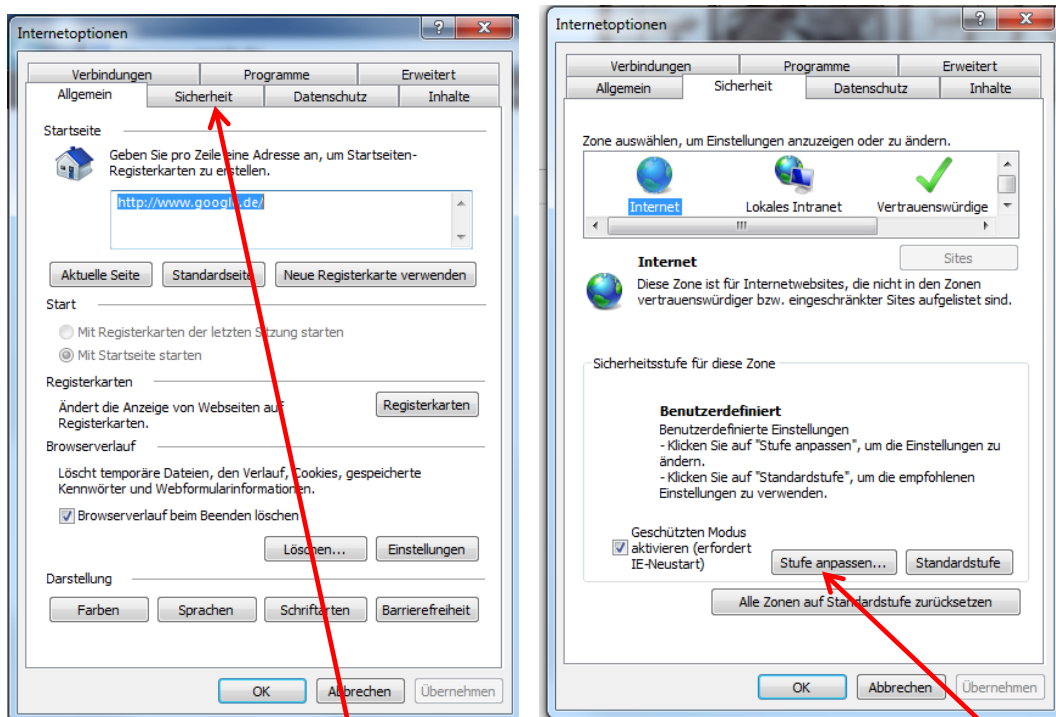 Internetoptionen
Verbindungen Programme Erweitert
Allgemein Sicherheit Datenschutz Inhalte
Startseite
Geben Sie pro Zeile eine Adresse an, um Startseiten-
Registerkarten zu erstellen.
http://www.google.de/
Aktuelle Seite Standardseite Neue Registerkarte verwenden
Start
Mit Registerkarten der letzten Sitzung starten
Mit Startseite starten
Registerkarten
Ändert die Anzeige von Webseiten auf
Registerkarten.
Registerkarten
Browserverlauf
Löscht temporäre Dateien, den Verlauf, Cookies, gespeicherte
Kennwörter und Webformularinformationen.
Browserverlauf beim Beenden löschen
Löschen... Einstellungen
Darstellung
Farben Sprachen Schriftarten Barrierefreiheit
OK Abbrechen Übernehmen
Internetoptionen
Verbindungen Programme Erweitert
Allgemein Sicherheit Datenschutz Inhalte
Zone auswählen, um Einstellungen anzuzeigen oder zu ändern.
Internet Lokales Intranet Vertrauenswürdige
Internet
Sites
Diese Zone ist für Internetwebsites, die nicht in den Zonen
vertrauenswürdiger bzw. eingeschränkter Sites aufgelistet sind.
Sicherheitsstufe für diese Zone
Benutzerdefiniert
Benutzerdefinierte Einstellungen
- Klicken Sie auf "Stufe anpassen", um die Einstellungen zu
ändern.
- Klicken Sie auf "Standardstufe", um die empfohlenen
Einstellungen zu verwenden.
Geschützten Modus
aktivieren (erfordert
IE-Neustart)
Stufe anpassen... Standardstufe
Alle Zonen auf Standardstufe zurücksetzen
OK Abbrechen Übernehmen